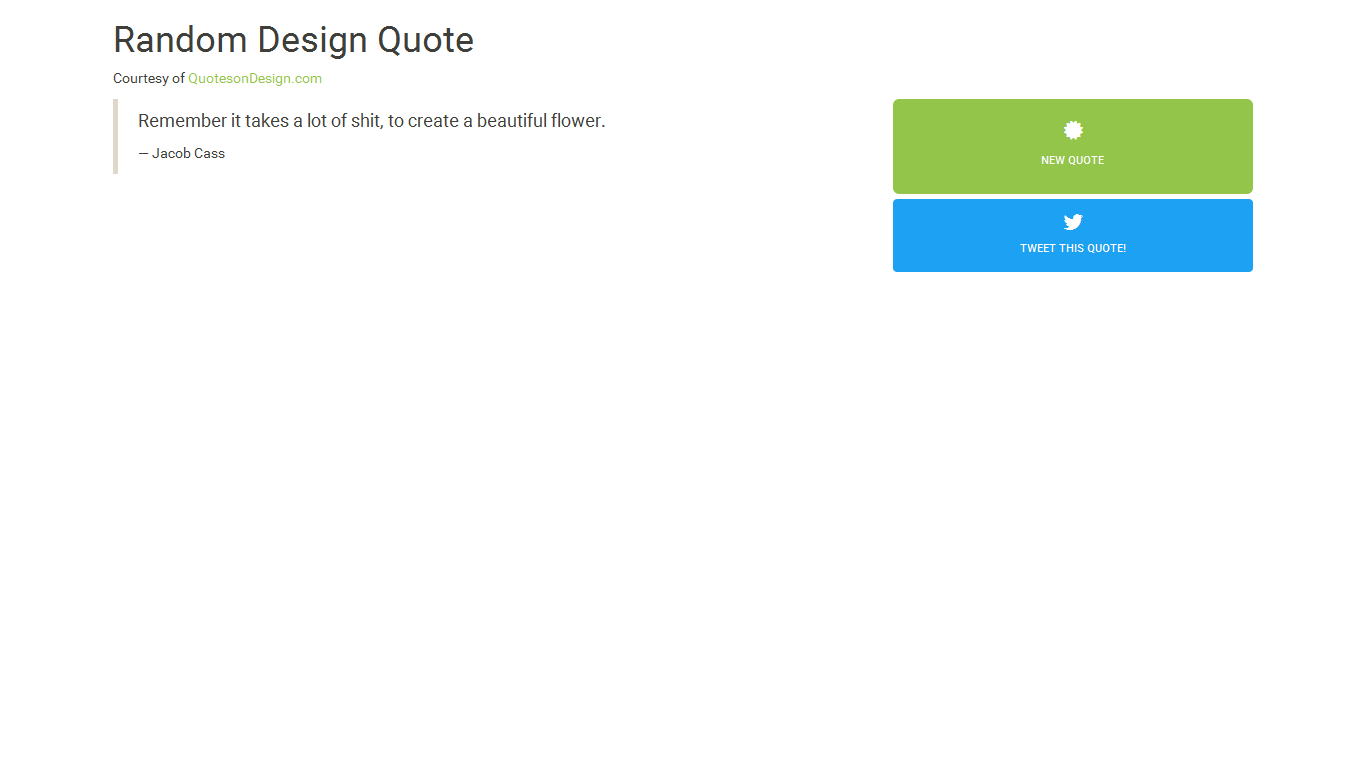 Random Design Quote
Courtesy of QuotesonDesign.com
Remember it takes a lot of shit, to create a beautiful flower.
— Jacob Cass
NEW QUOTE
TWEET THIS QUOTE!